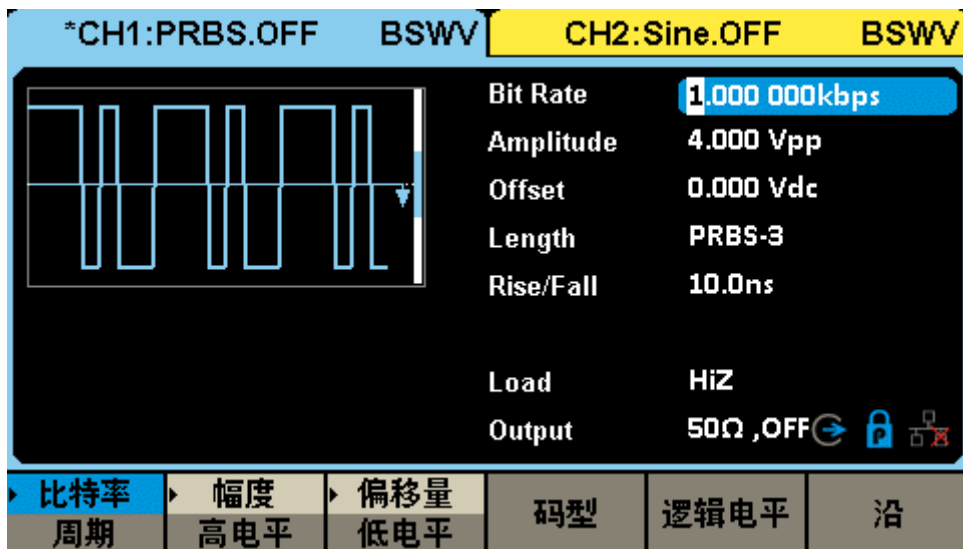 *CH1:PRBS.OFF BSWV CH2:Sine.OFF BSWV
Bit Rate 1.000 000kbps
Amplitude 4.000 Vpp
Offset 0.000 Vdc
Length PRBS-3
Rise/Fall 10.0ns
Load HiZ
Output 50Ω ,OFF P
比特率 幅度 偏移量 码型 逻辑电平 沿
周期 高电平 低电平